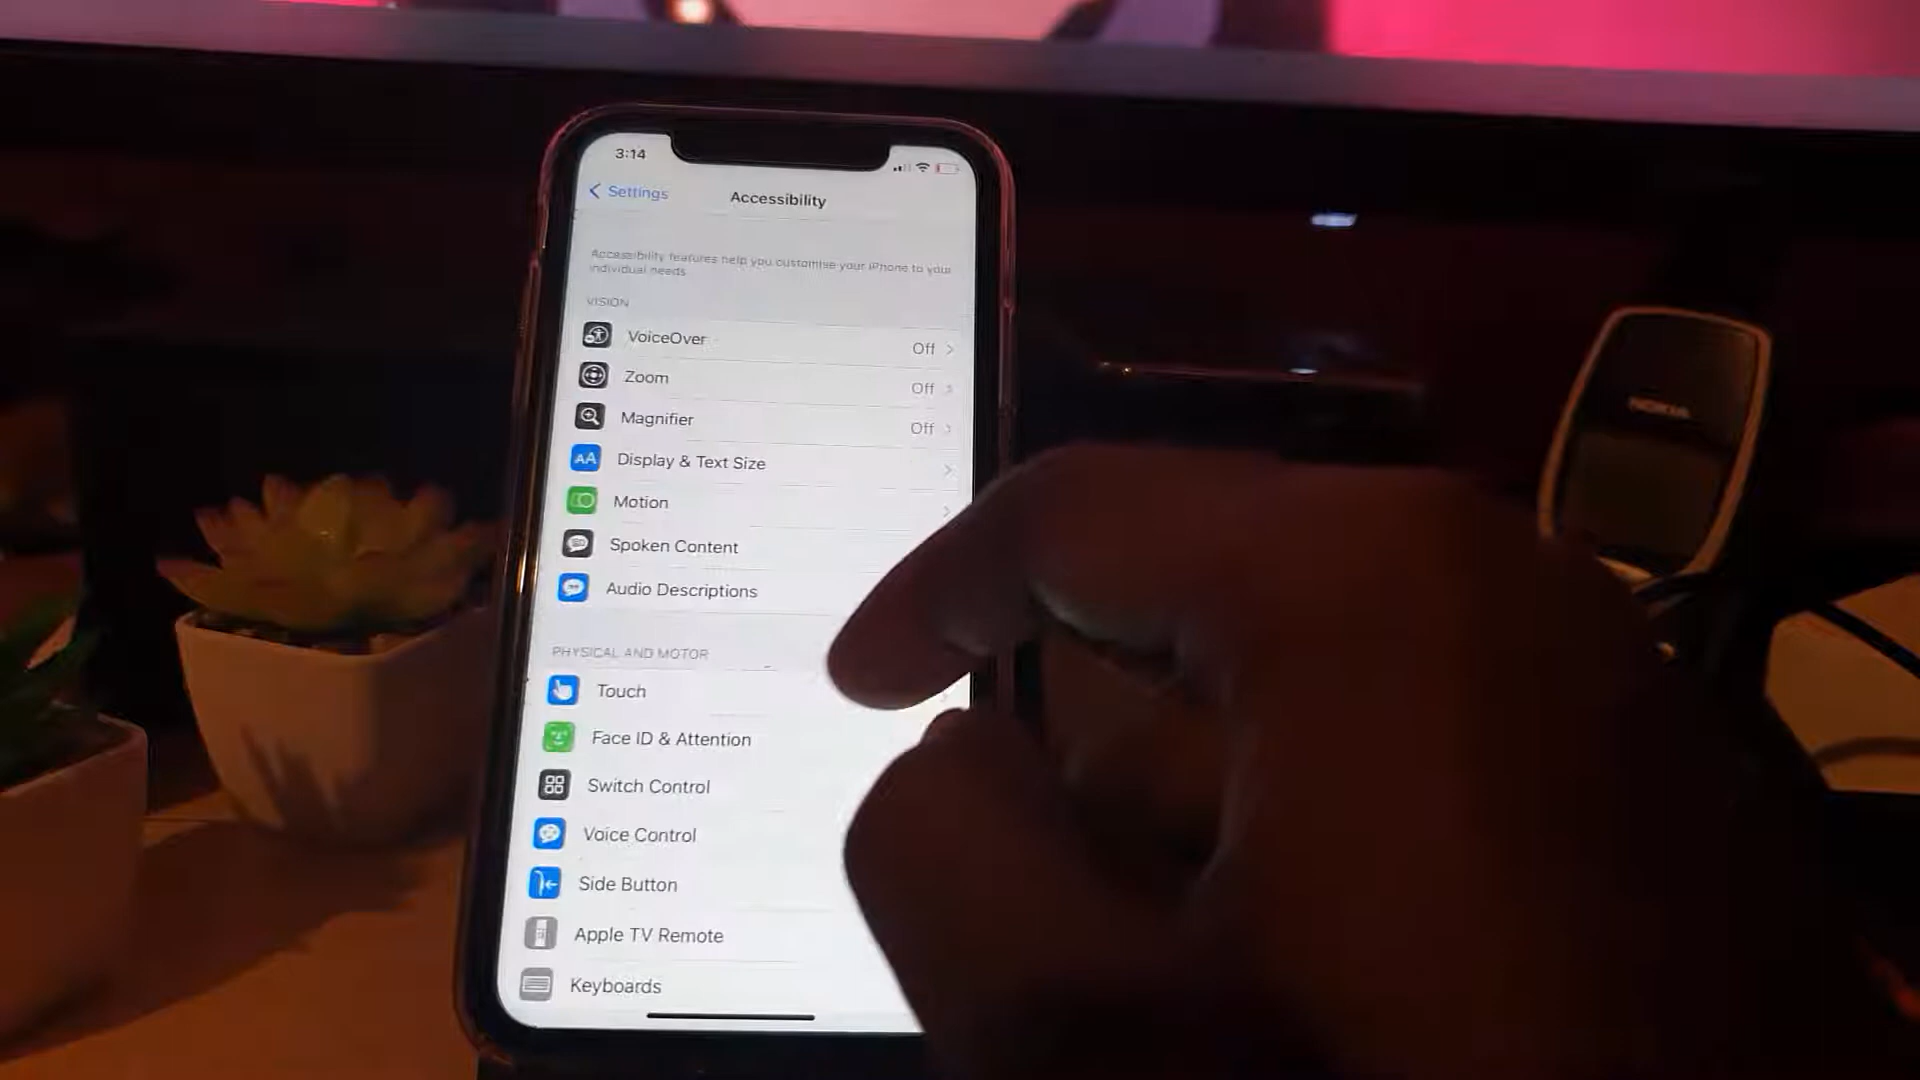 3:14
Settings
Accessibility
Accessibility features help you customise your iPhone to your
individual needs
VISION
VoiceOver Off
Zoom Off
Magnifier Off
AA Display & Text Size
Motion
Spoken Content
Audio Descriptions
PHYSICAL AND MOTOR
Touch
Face ID & Attention
Switch Control
Voice Control
Side Button
Apple TV Remote
Keyboards
NOKIA